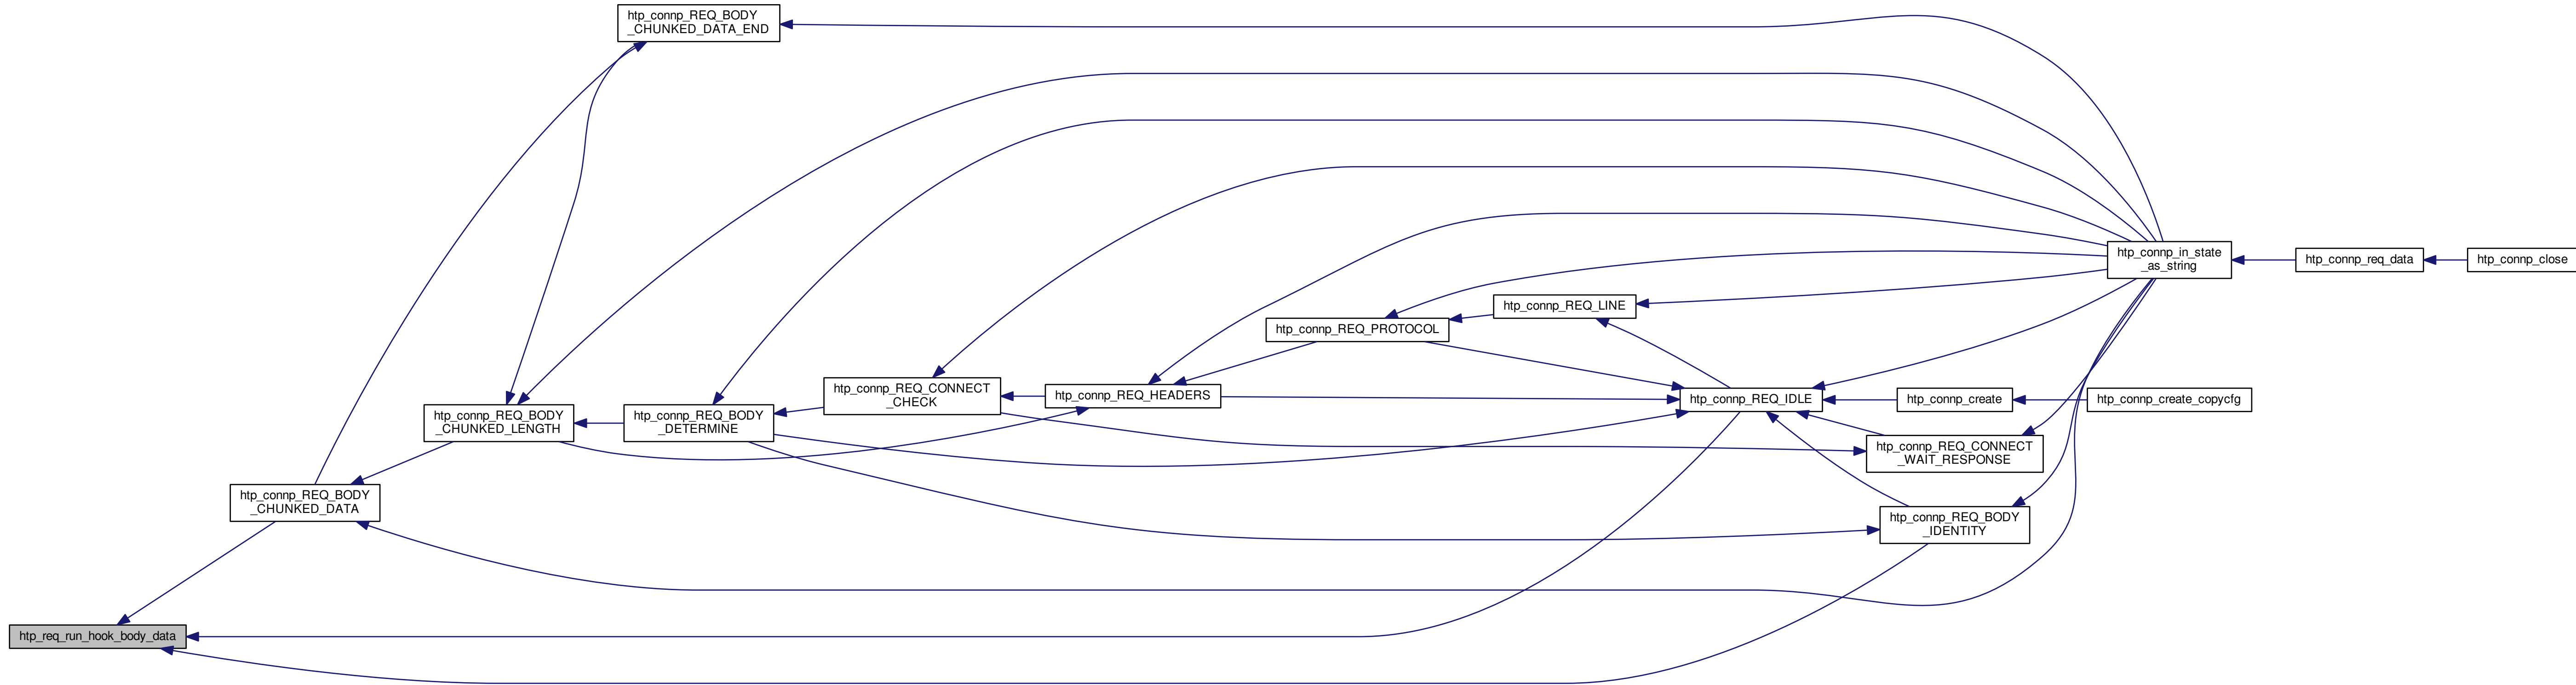 htp_connp_REQ_BODY
_CHUNKED_DATA_END
htp_connp_in_state
_as_string
htp_connp_req_data
htp_connp_close
htp_connp_REQ_LINE
htp_connp_REQ_PROTOCOL
htp_connp_REQ_CONNECT
_CHECK
htp_connp_REQ_HEADERS
htp_connp_REQ_IDLE
htp_connp_create
htp_connp_create_copycfg
htp_connp_REQ_BODY
_CHUNKED_LENGTH
htp_connp_REQ_BODY
_DETERMINE
htp_connp_REQ_CONNECT
_WAIT_RESPONSE
htp_connp_REQ_BODY
_CHUNKED_DATA
htp_connp_REQ_BODY
_IDENTITY
htp_req_run_hook_body_data